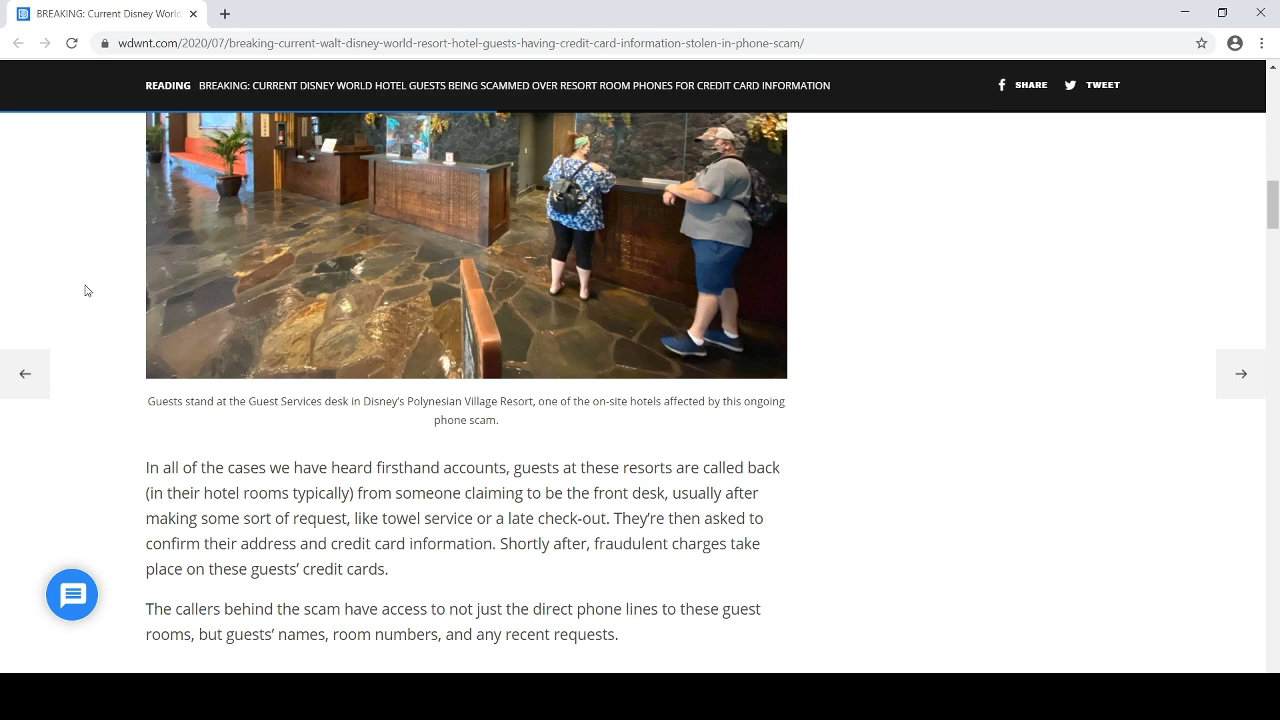 BREAKING: Current Disney World
wdwnt.com/2020/07/breaking-current-walt-disney-world-resort-hotel-guests-having-credit-card-information-stolen-in-phone-scam/
READING BREAKING: CURRENT DISNEY WORLD HOTEL GUESTS BEING SCAMMED OVER RESORT ROOM PHONES FOR CREDIT CARD INFORMATION
SHARE TWEET
Guests stand at the Guest Services desk in Disney's Polynesian Village Resort, one of the on-site hotels affected by this ongoing
phone scam.
In all of the cases we have heard firsthand accounts, guests at these resorts are called back
(in their hotel rooms typically) from someone claiming to be the front desk, usually after
making some sort of request, like towel service or a late check-out. They're then asked to
confirm their address and credit card information. Shortly after, fraudulent charges take
place on these guests' credit cards.
The callers behind the scam have access to not just the direct phone lines to these guest
rooms, but guests' names, room numbers, and any recent requests.